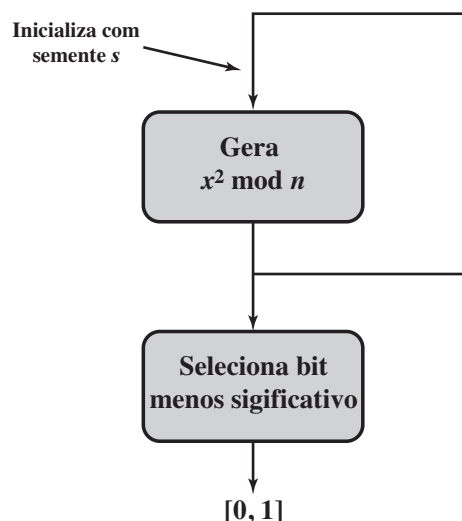 Inicializa com
semente s
Gera
x² mod n
Seleciona bit
menos sigificativo
[0, 1]